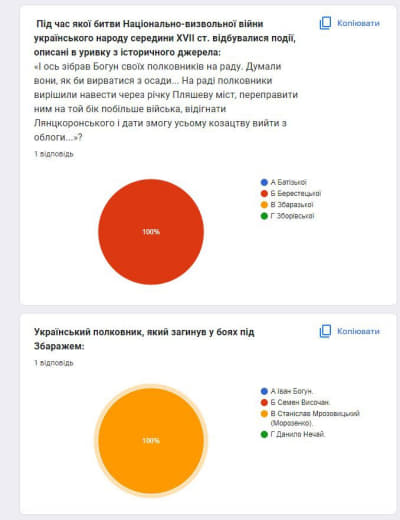 Під час якої битви Національно-визвольної війни
Копіювати
українського народу середини XVII ст. відбувалися події,
описані в уривку з історичного джерела:
«І ось зібрав Богун своїх полковників на раду. Думали
вони, як би вирватися з осади... На раді полковники
вирішили навести через річку Пляшеву міст, переправити
ним на той бік побільше війська, відігнати
Лянцкоронського і дати змогу усьому козацтву вийти з
облоги...»?
1 відповідь
А Батізької
Б Берестецької
В Збаразької
Г Зборівської
100%
Український полковник, який загинув у боях під
Копіювати
Збаражем:
1 відповідь
А Іван Богун.
Б Семен Височан.
В Станіслав Мрозовицький
(Морозенко).
Г Данило Нечай.
100%